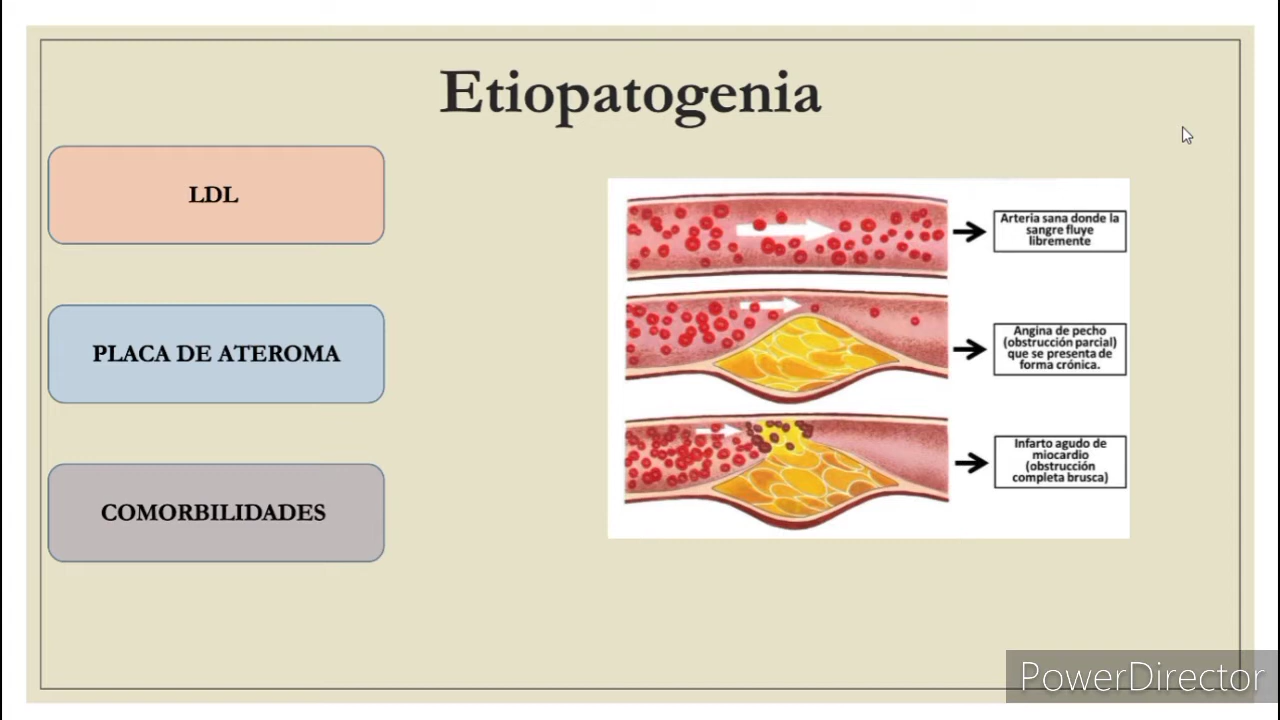 Etiopatogenia
LDL
PLACA DE ATEROMA
COMORBILIDADES
Arteria sana donde la
sangre fluye
libremente
Angina de pecho
(obstrucción parcial)
que se presenta de
forma crónica.
Infarto agudo de
miocardio
(obstrucción
completa brusca)
PowerDirector